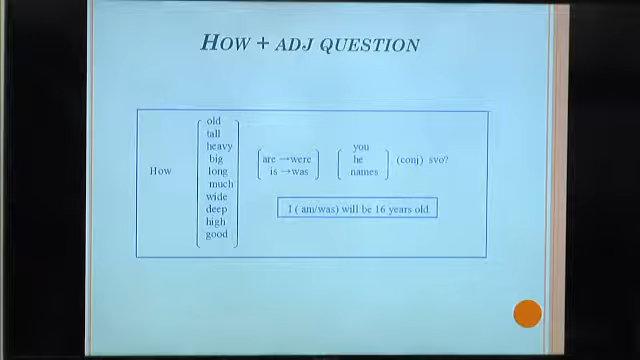 HOW + ADJ QUESTION
How
old
tall
heavy
big
long
much
wide
deep
high
good
are →were
is →was
you
he
names
(conj) svo?
I ( am/was) will be 16 years old